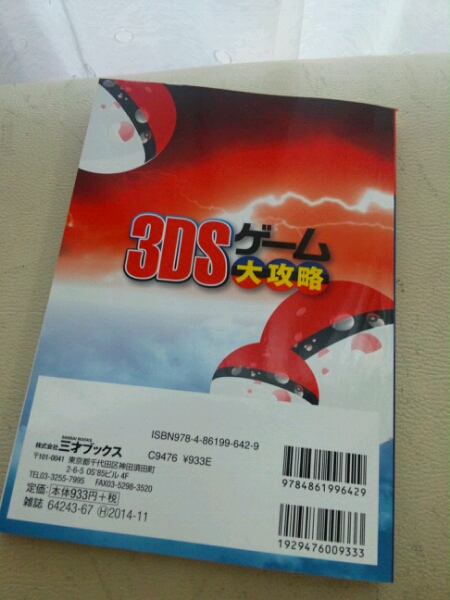 3DSゲーム
大攻略
ISBN978-4-86199-642-9
C9476 ¥933E
SANSAI BOOKS
株式会社三才ブックス
〒101-0041 東京都千代田区神田須田町
2-6-5 OS'85ビル 4F
TEL03-3255-7995 FAX03-5298-3520
定価:本体933円+税
雑誌 64243-67 Ⓗ2014-11
9784861996429
1929476009333